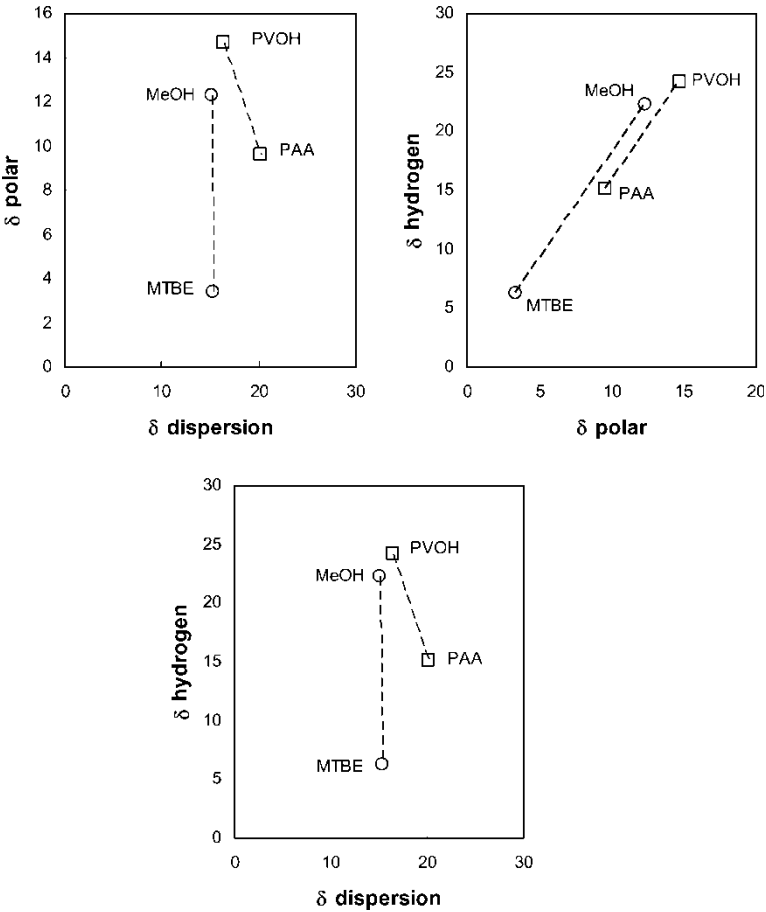 16
14
12
10
8
6
4
2
0
0 10 20 30
δ polar
δ dispersion
PVOH
MeOH
PAA
MTBE
30
25
20
15
10
5
0
0 5 10 15 20
δ hydrogen
δ polar
MeOH
PVOH
PAA
MTBE
30
25
20
15
10
5
0
0 10 20 30
δ hydrogen
δ dispersion
PVOH
MeOH
PAA
MTBE